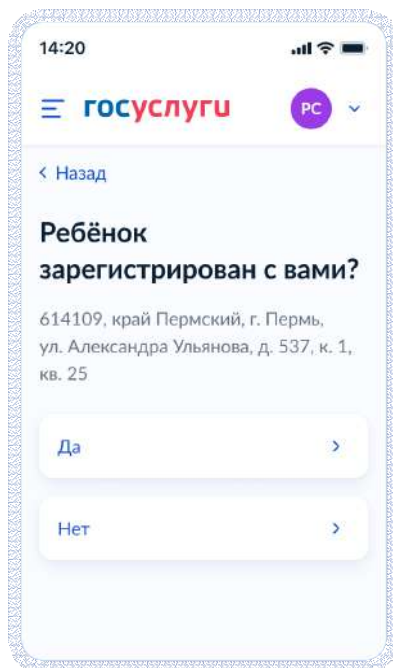 14:20
госуслуги
РС
Назад
Ребёнок
зарегистрирован с вами?
614109, край Пермский, г. Пермь,
ул. Александра Ульянова, д. 537, к. 1,
кв. 25
Да
Нет